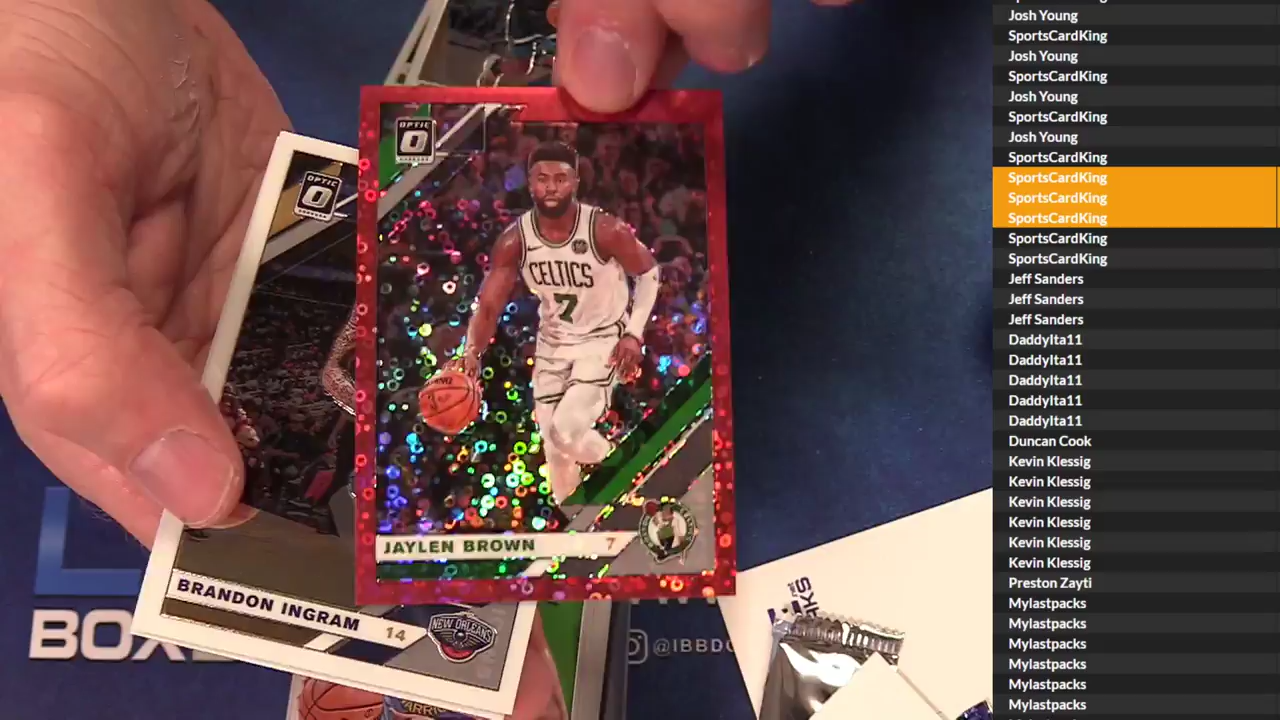 Josh Young
SportsCardKing
Josh Young
SportsCardKing
Josh Young
SportsCardKing
Josh Young
SportsCardKing
SportsCardKing
SportsCardKing
SportsCardKing
SportsCardKing
SportsCardKing
Jeff Sanders
Jeff Sanders
Jeff Sanders
DaddyIta11
DaddyIta11
DaddyIta11
DaddyIta11
DaddyIta11
Duncan Cook
Kevin Klessig
Kevin Klessig
Kevin Klessig
Kevin Klessig
Kevin Klessig
Kevin Klessig
Preston Zayti
Mylastpacks
Mylastpacks
Mylastpacks
Mylastpacks
Mylastpacks
Mylastpacks
OPTIC
OPTIC
CELTICS
7
JAYLEN BROWN 7
BRANDON INGRAM 14
NEW ORLEANS
BOX
@IBBD